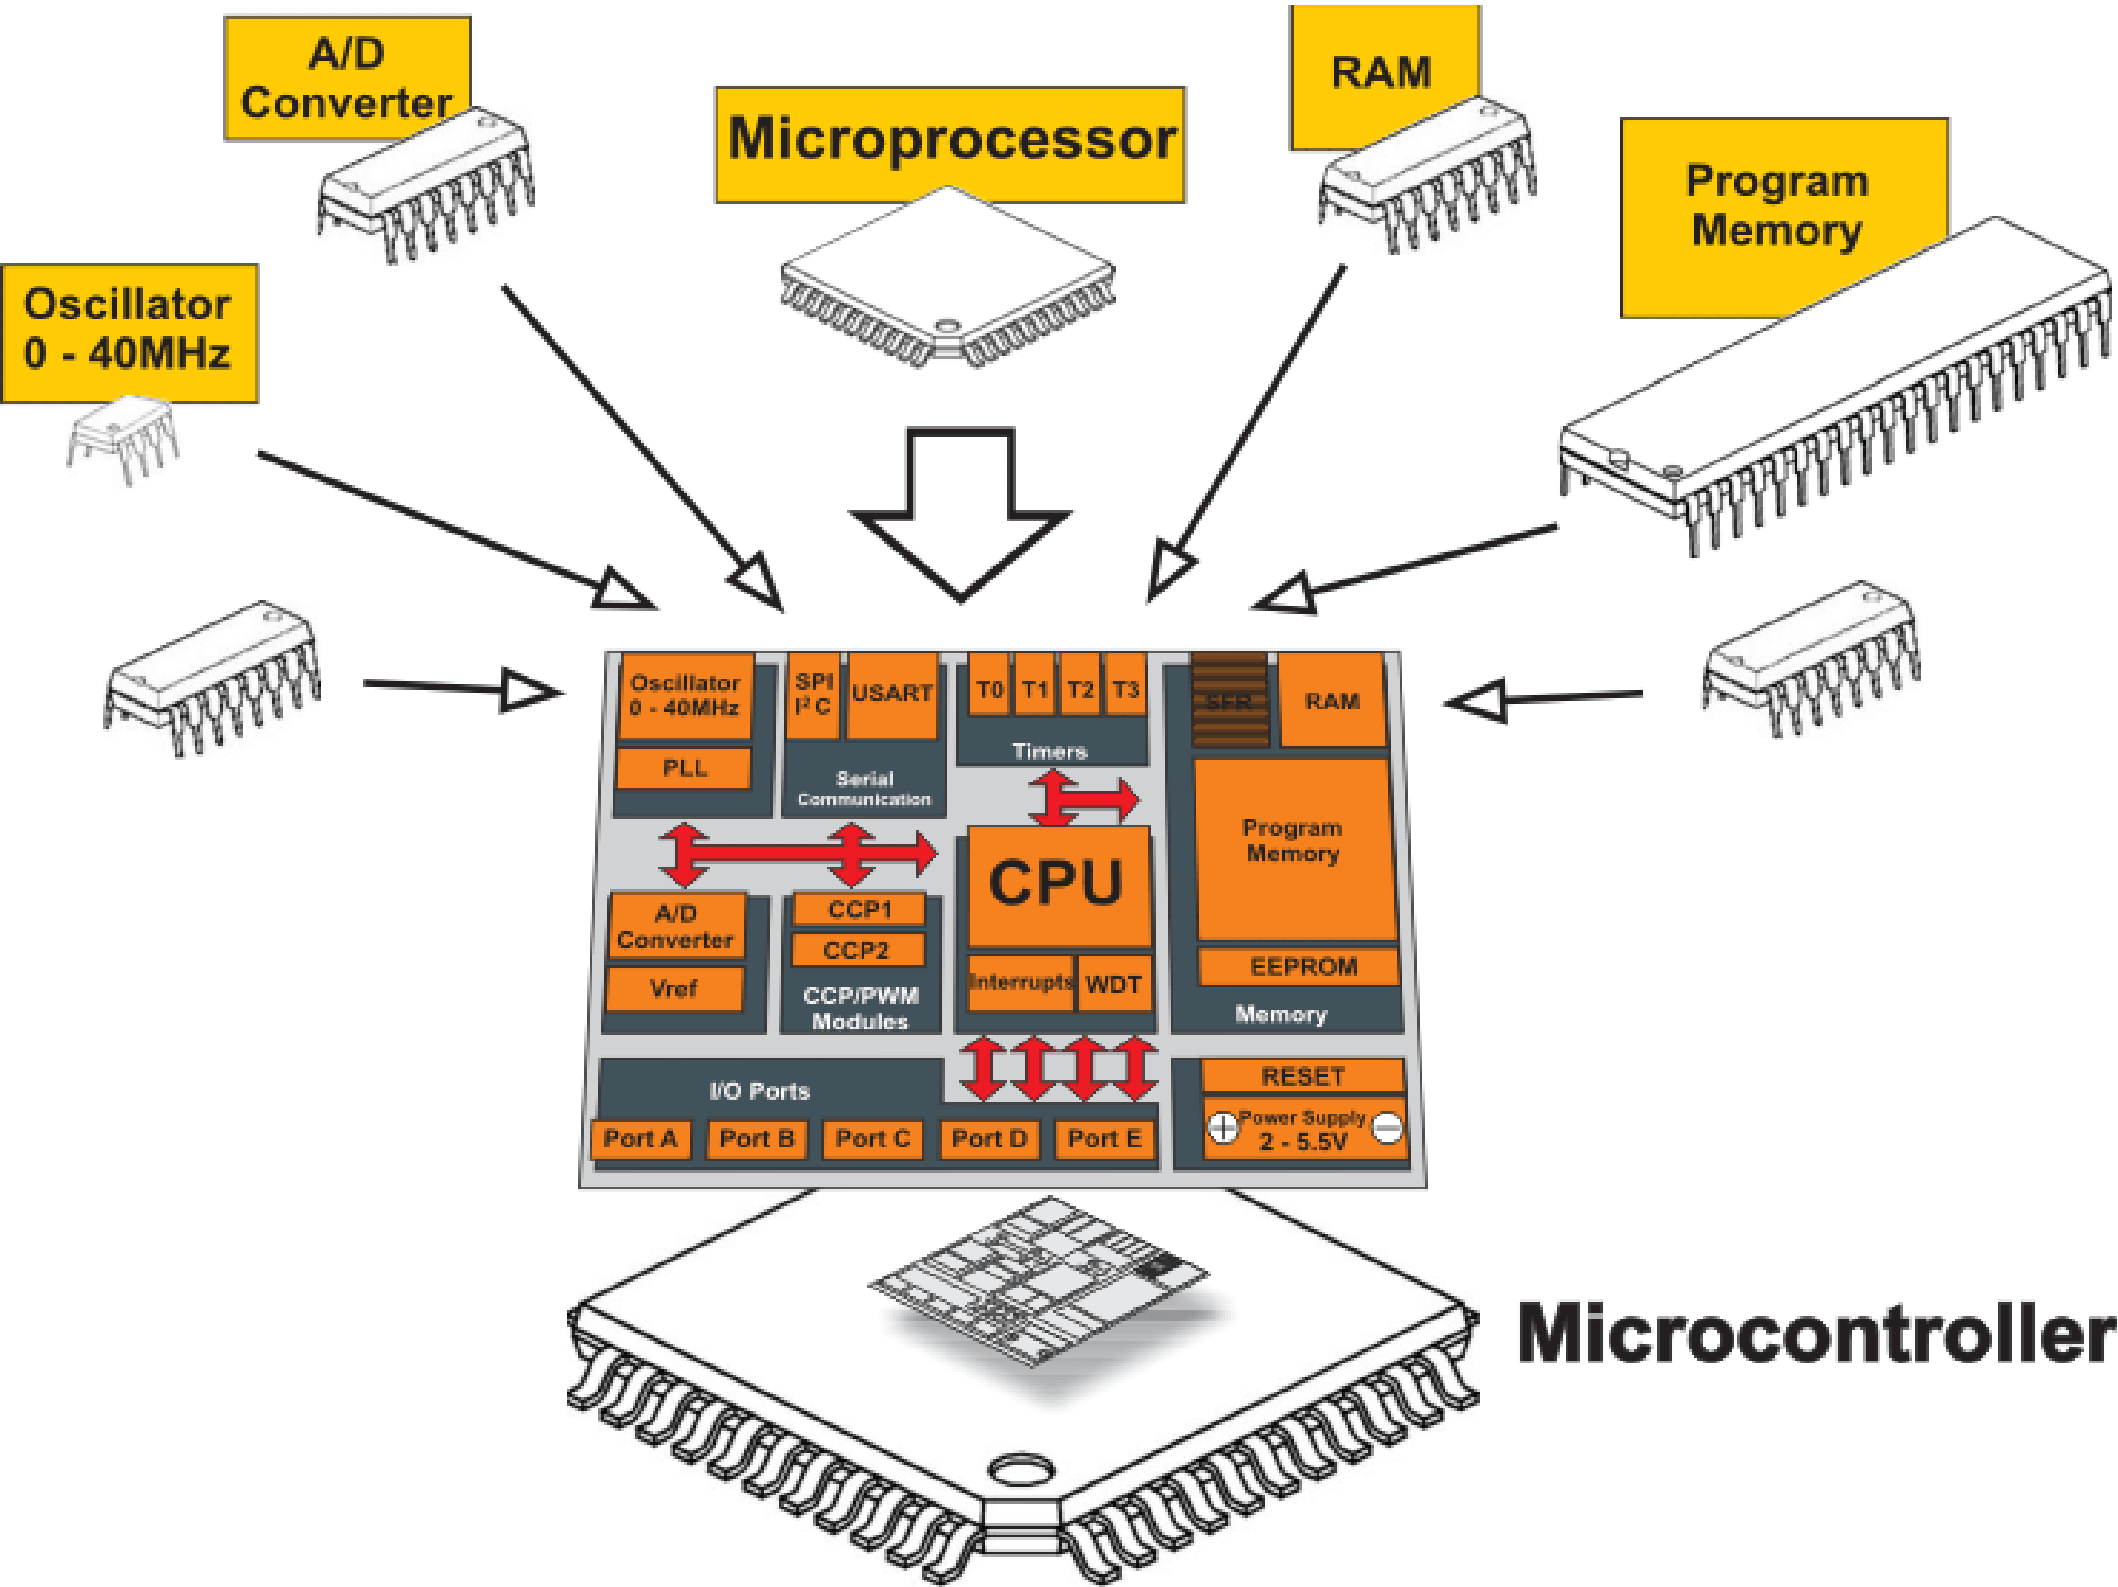 A/D
Converter
Microprocessor
RAM
Program
Memory
Oscillator
0 - 40MHz
Oscillator
0 - 40MHz
PLL
SPI
I² C
USART
Serial
Communication
T0
T1
T2
T3
Timers
SFR
RAM
Program
Memory
EEPROM
Memory
CPU
Interrupts
WDT
A/D
Converter
Vref
CCP1
CCP2
CCP/PWM
Modules
I/O Ports
Port A
Port B
Port C
Port D
Port E
RESET
+
Power Supply
2 - 5.5V
−
Microcontroller